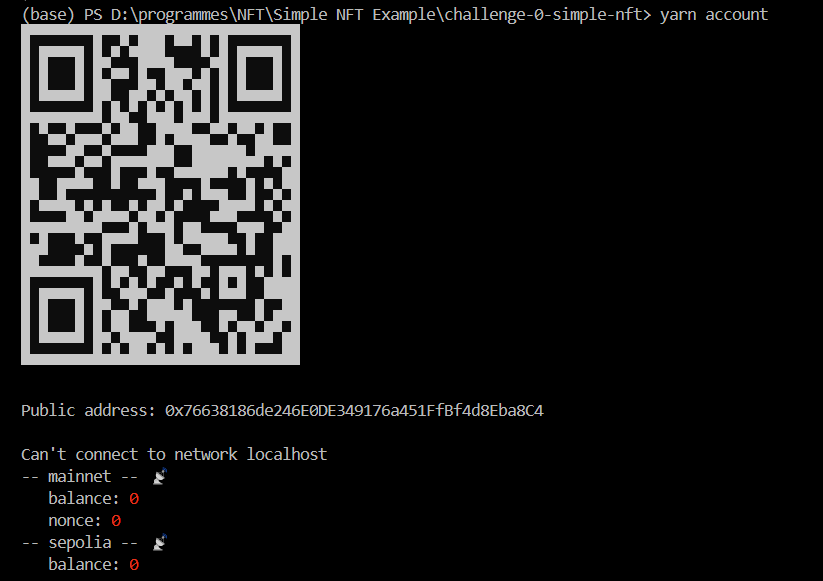 (base) PS D:\programmes\NFT\Simple NFT Example\challenge-0-simple-nft> yarn account
Public address: 0x76638186de246E0DE349176a451FfBf4d8Eba8C4
Can't connect to network localhost
-- mainnet -- 📡
balance: 0
nonce: 0
-- sepolia -- 📡
balance: 0